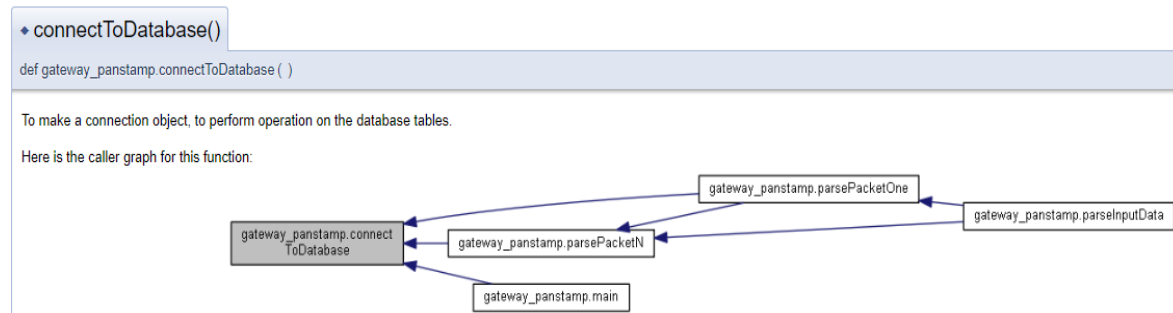 connectToDatabase()
def gateway_panstamp.connectToDatabase ( )
To make a connection object, to perform operation on the database tables.
Here is the caller graph for this function:
gateway_panstamp.connect
ToDatabase
gateway_panstamp.parsePacketOne
gateway_panstamp.parsePacketN
gateway_panstamp.main
gateway_panstamp.parseInputData